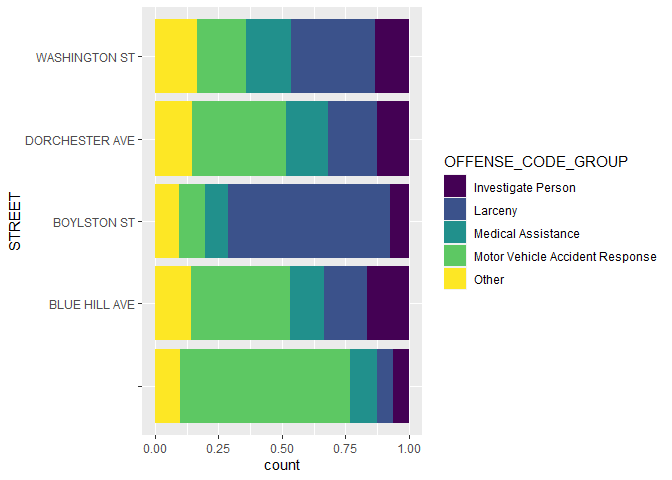 STREET
WASHINGTON ST
DORCHESTER AVE
BOYLSTON ST
BLUE HILL AVE
0.00 0.25 0.50 0.75 1.00
count
OFFENSE_CODE_GROUP
Investigate Person
Larceny
Medical Assistance
Motor Vehicle Accident Response
Other